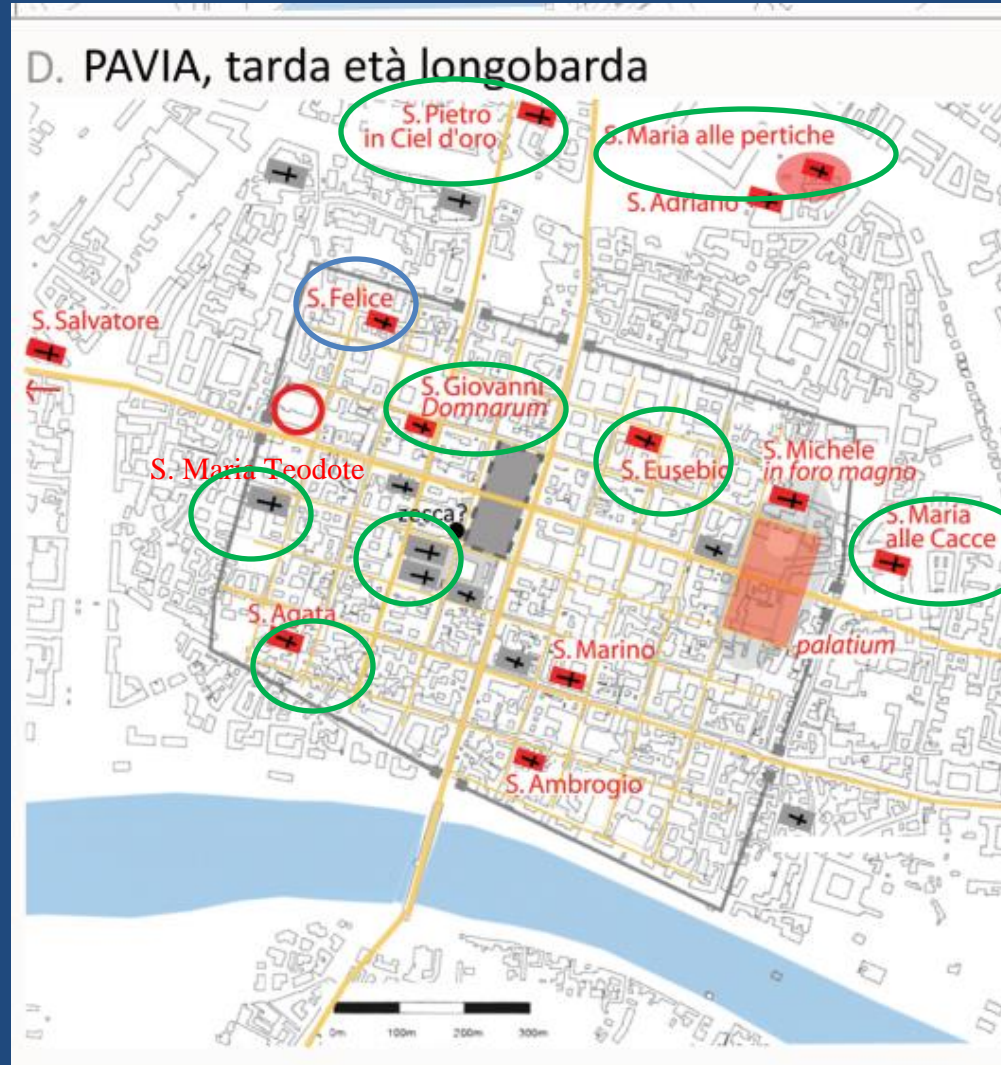 D. PAVIA, tarda età longobarda
S. Pietro
in Ciel d'oro
S. Maria alle pertiche
S. Adriano
S. Felice
S. Salvatore
S. Giovanni
Domnarum
S. Eusebio
S. Michele
in foro magno
S. Maria Teodote
zecca?
S. Maria
alle Cacce
S. Agata
S. Marino
palatium
S. Ambrogio
0m 100m 200m 300m